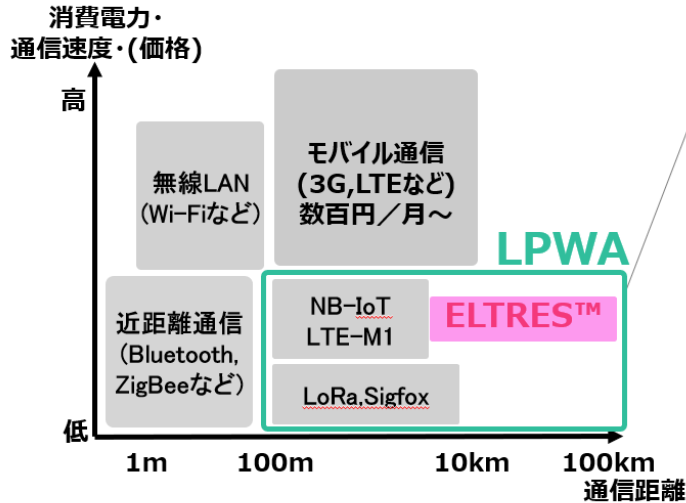 消費電力・
通信速度・(価格)
高
モバイル通信
(3G,LTEなど)
数百円／月～
無線LAN
(Wi-Fiなど)
LPWA
NB-IoT
LTE-M1
ELTRES™
近距離通信
(Bluetooth,
ZigBeeなど)
LoRa,Sigfox
低
1m
100m
10km
100km
通信距離